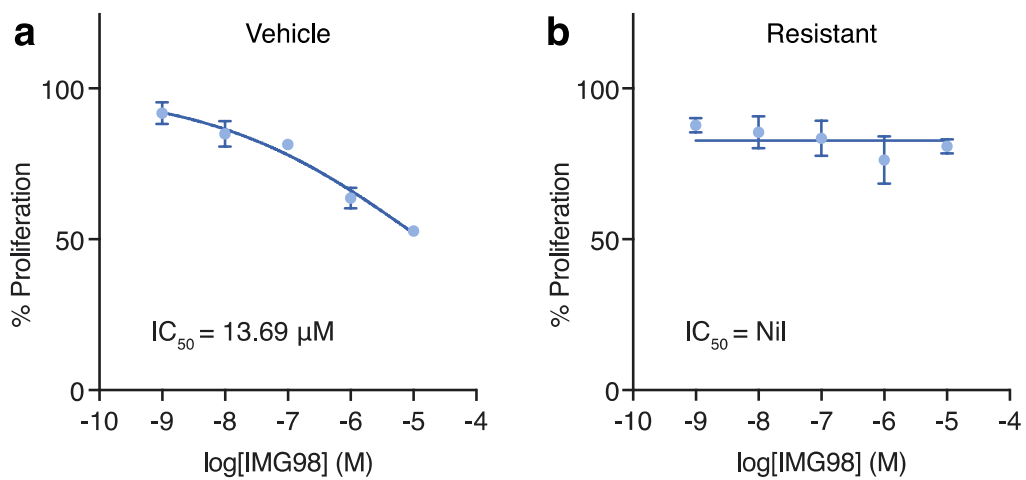 a
Vehicle
% Proliferation
100
50
0
IC50 = 13.69 µM
-10
-9
-8
-7
-6
-5
-4
log[IMG98] (M)
b
Resistant
% Proliferation
100
50
0
IC50 = Nil
-10
-9
-8
-7
-6
-5
-4
log[IMG98] (M)